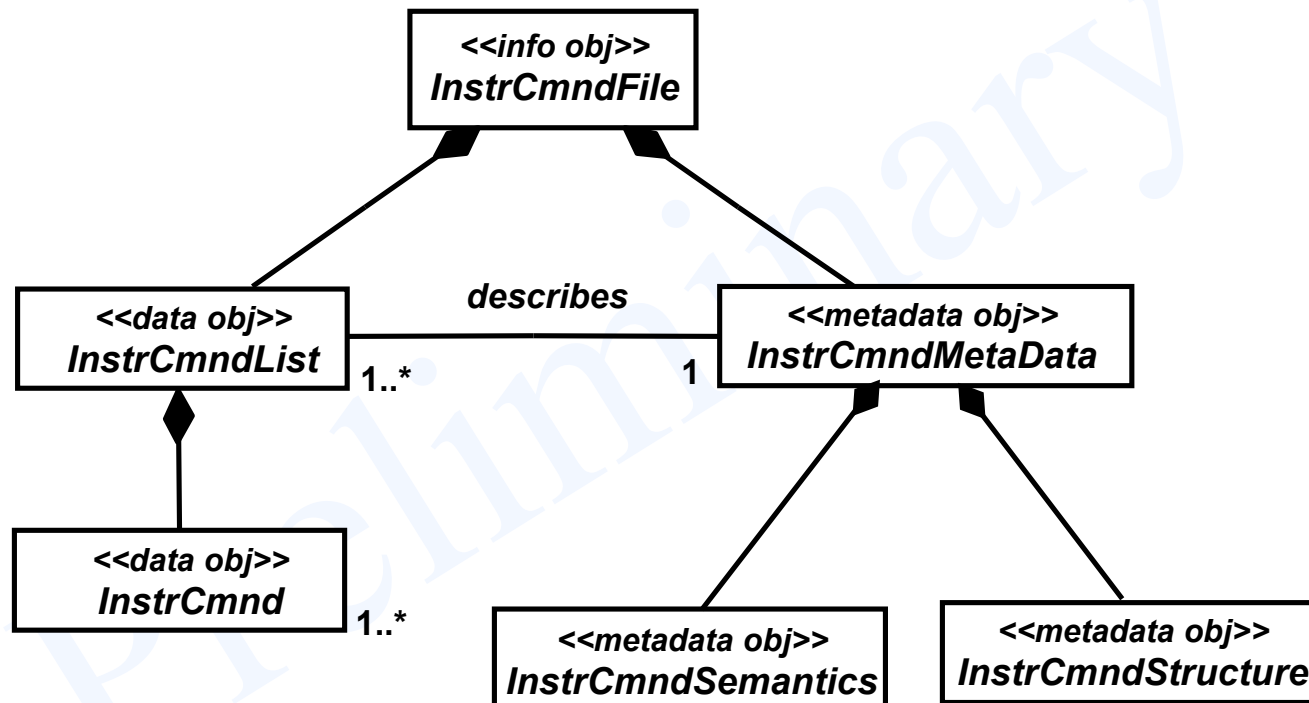 <<info obj>>
InstrCmndFile
describes
<<data obj>>
InstrCmndList
<<metadata obj>>
InstrCmndMetaData
1..*
1
<<data obj>>
InstrCmnd
1..*
<<metadata obj>>
InstrCmndSemantics
<<metadata obj>>
InstrCmndStructure
Preliminary